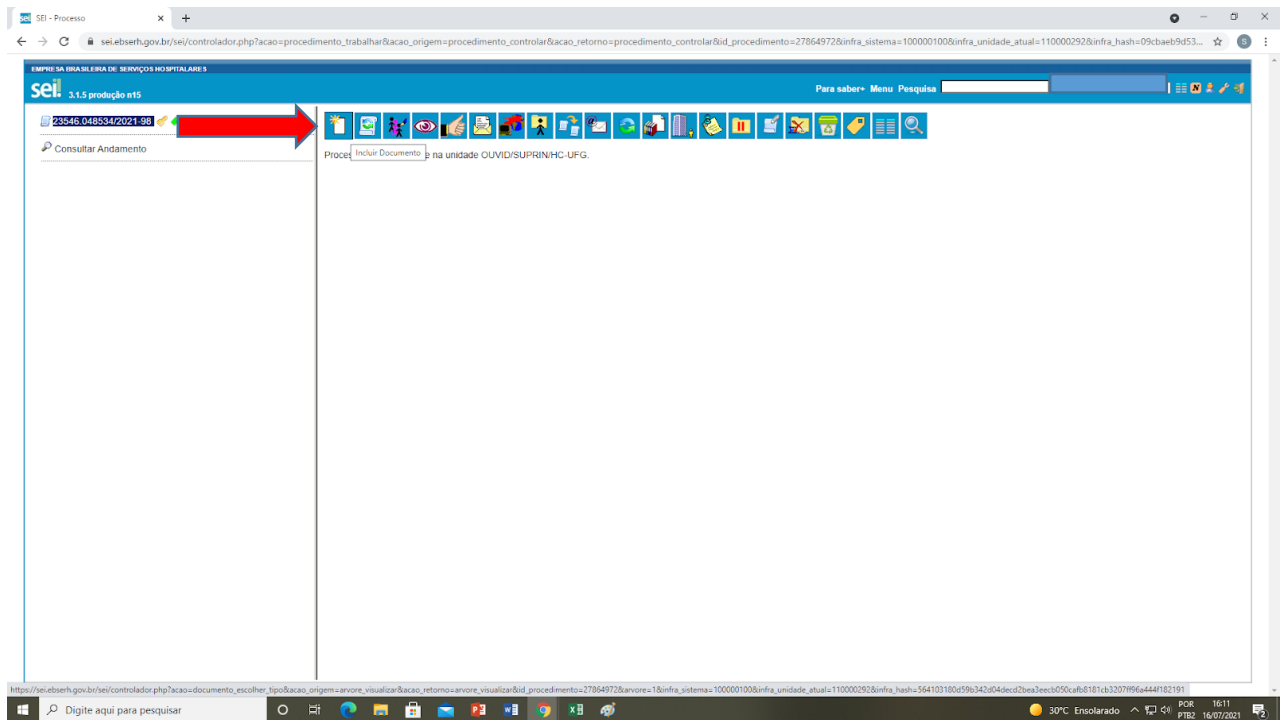 sei! SEI - Processo
sei.ebserh.gov.br/sei/controlador.php?acao=procedimento_trabalhar&acao_origem=procedimento_controlar&acao_retorno=procedimento_controlar&id_procedimento=27864972&infra_sistema=100000100&infra_unidade_atual=110000292&infra_hash=09cbaeb9d53...
S
EMPRESA BRASILEIRA DE SERVIÇOS HOSPITALARES
sei! 3.1.5 produção n15
Para saber+ Menu Pesquisa
23546.048534/2021-98
Consultar Andamento
Incluir Documento
Proces e na unidade OUVID/SUPRIN/HC-UFG.
https://sei.ebserh.gov.br/sei/controlador.php?acao=documento_escolher_tipo&acao_origem=arvore_visualizar&acao_retorno=arvore_visualizar&id_procedimento=27864972&arvore=1&infra_sistema=100000100&infra_unidade_atual=110000292&infra_hash=564103180d59b342d04decd2bea3eecb050cafb8181cb3207ff96a444f182191
Digite aqui para pesquisar
30°C Ensolarado
POR
PTB2
16:11
16/07/2021